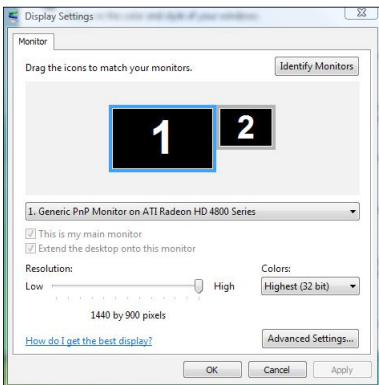 Display Settings
Monitor
Drag the icons to match your monitors.
Identify Monitors
1
2
1. Generic PnP Monitor on ATI Radeon HD 4800 Series
This is my main monitor
Extend the desktop onto this monitor
Resolution:
Colors:
Low
High
Highest (32 bit)
1440 by 900 pixels
How do I get the best display?
Advanced Settings...
OK
Cancel
Apply